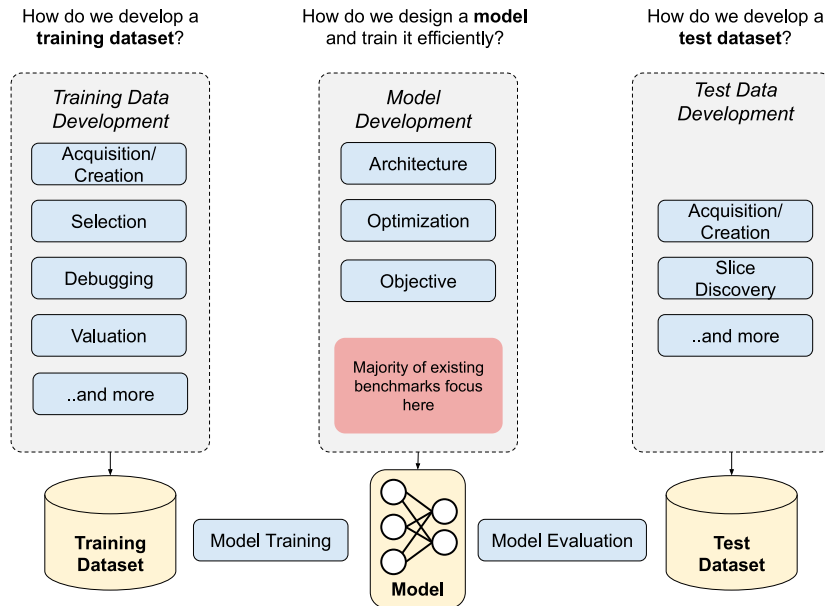 How do we develop a
training dataset?
Training Data
Development
Acquisition/
Creation
Selection
Debugging
Valuation
..and more
Training
Dataset
Model Training
How do we design a model
and train it efficiently?
Model
Development
Architecture
Optimization
Objective
Majority of existing
benchmarks focus
here
Model
Model Evaluation
How do we develop a
test dataset?
Test Data
Development
Acquisition/
Creation
Slice
Discovery
..and more
Test
Dataset